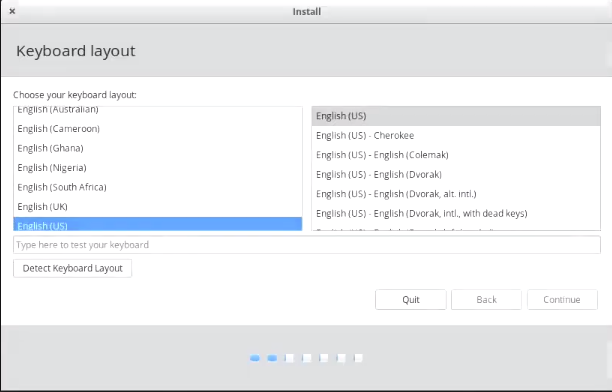 Install
Keyboard layout
Choose your keyboard layout:
English (Australian)
English (Cameroon)
English (Ghana)
English (Nigeria)
English (South Africa)
English (UK)
English (US)
English (US)
English (US) - Cherokee
English (US) - English (Colemak)
English (US) - English (Dvorak)
English (US) - English (Dvorak, alt. intl.)
English (US) - English (Dvorak, intl., with dead keys)
Type here to test your keyboard
Detect Keyboard Layout
Quit
Back
Continue